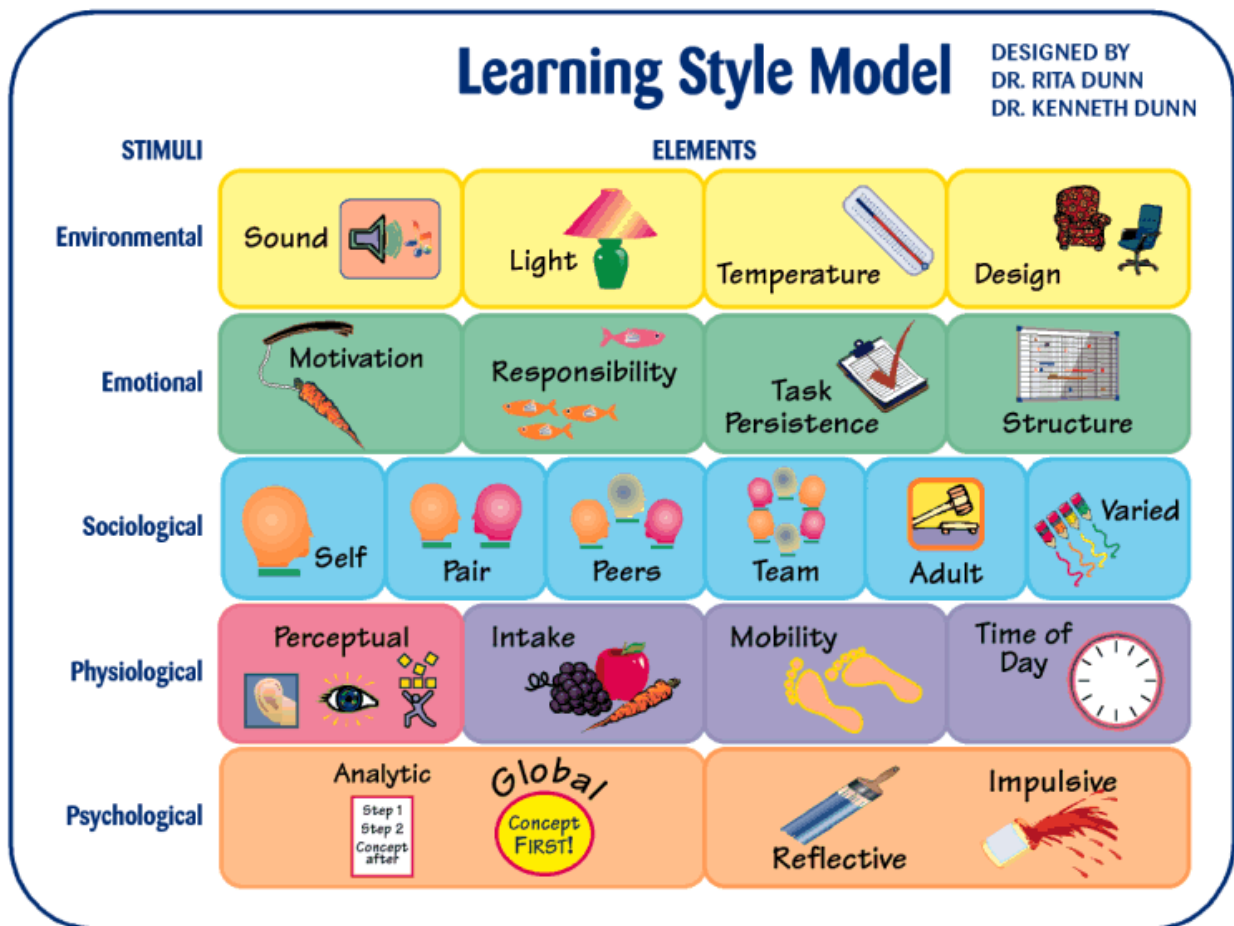 Learning Style Model
DESIGNED BY
DR. RITA DUNN
DR. KENNETH DUNN
STIMULI
ELEMENTS
Environmental
Sound
Light
Temperature
Design
Emotional
Motivation
Responsibility
Task
Persistence
Structure
Sociological
Self
Pair
Peers
Team
Adult
Varied
Physiological
Perceptual
Intake
Mobility
Time of
Day
Psychological
Analytic
Step 1
Step 2
Concept
after
Global
Concept
FIRST!
Reflective
Impulsive